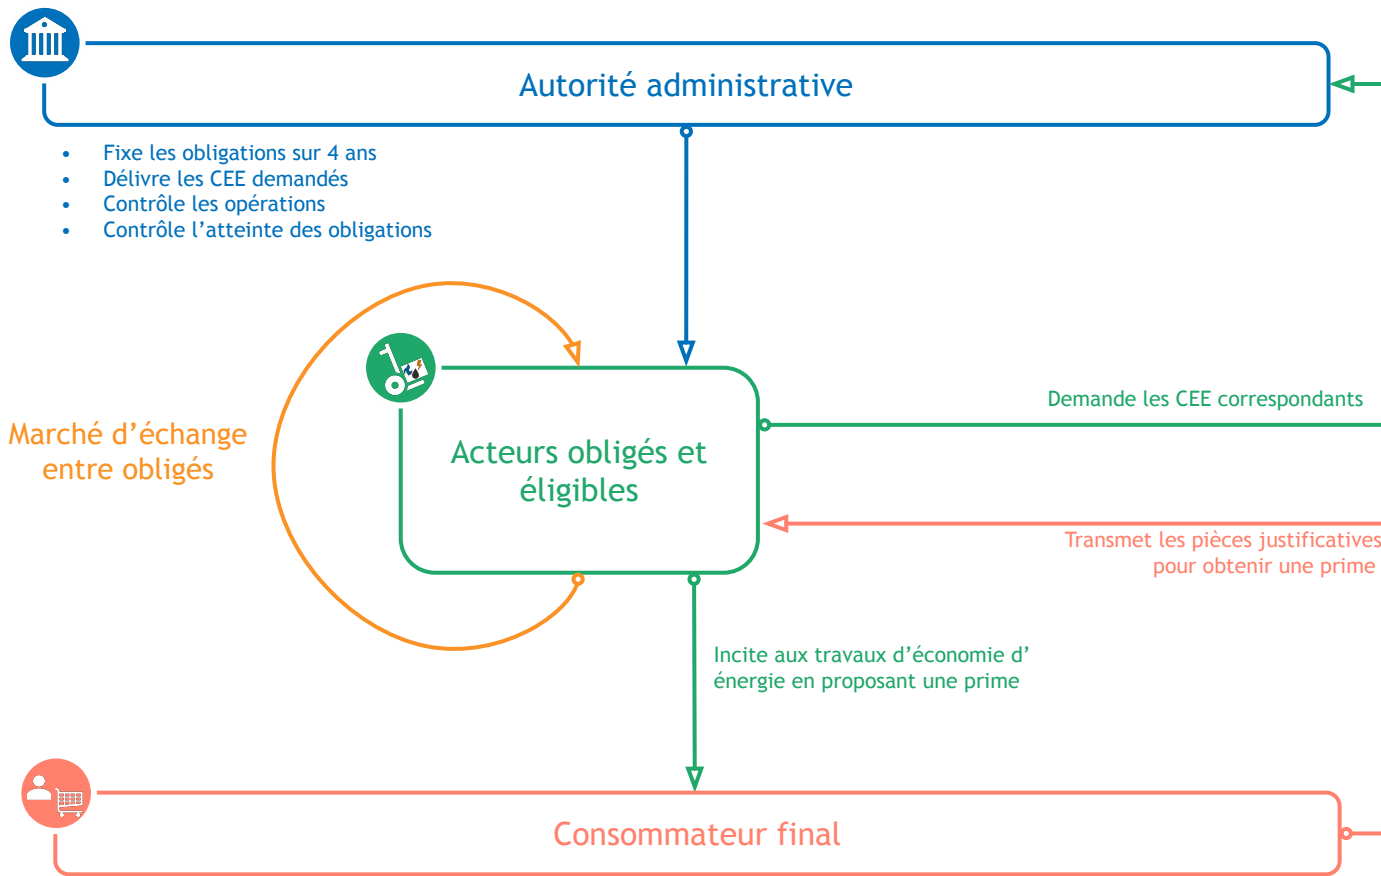 Autorité administrative
• Fixe les obligations sur 4 ans
• Délivre les CEE demandés
• Contrôle les opérations
• Contrôle l’atteinte des obligations
Marché d’échange
entre obligés
Acteurs obligés et
éligibles
Demande les CEE correspondants
Transmet les pièces justificatives
pour obtenir une prime
Incite aux travaux d’économie d’
énergie en proposant une prime
Consommateur final